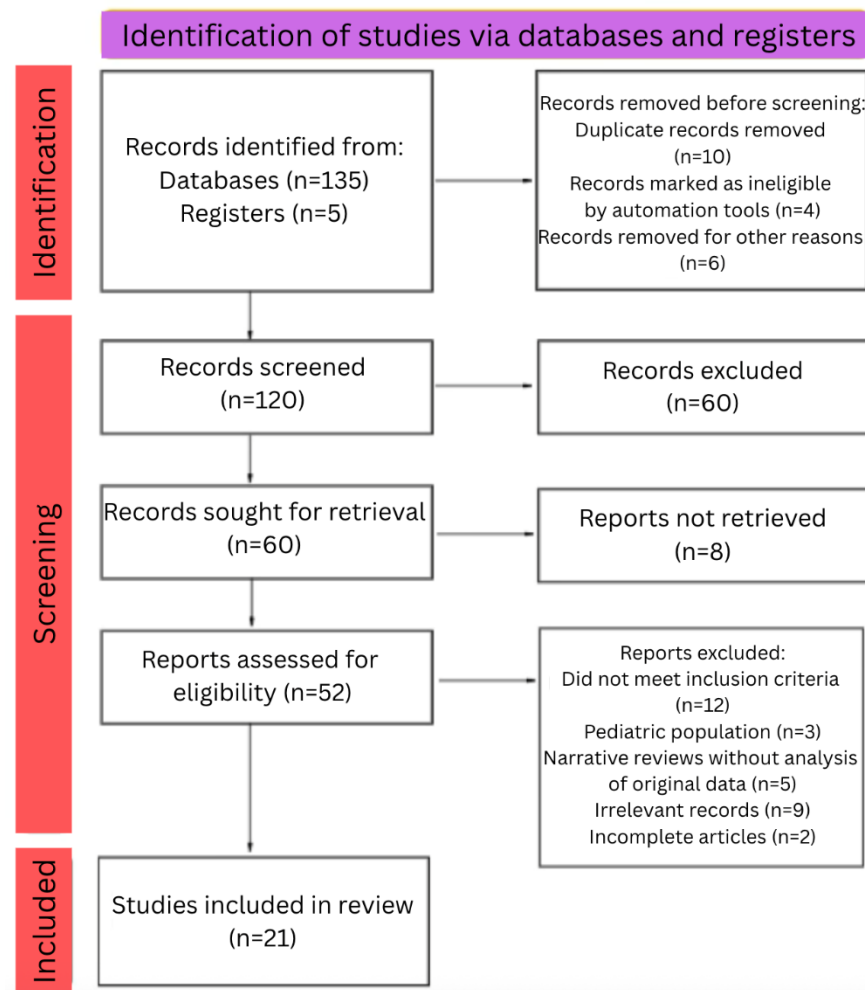 Identification of studies via databases and registers
Identification
Records identified from:
Databases (n=135)
Registers (n=5)
Records removed before screening:
Duplicate records removed
(n=10)
Records marked as ineligible
by automation tools (n=4)
Records removed for other reasons
(n=6)
Screening
Records screened
(n=120)
Records excluded
(n=60)
Records sought for retrieval
(n=60)
Reports not retrieved
(n=8)
Reports assessed for
eligibility (n=52)
Reports excluded:
Did not meet inclusion criteria
(n=12)
Pediatric population (n=3)
Narrative reviews without analysis
of original data (n=5)
Irrelevant records (n=9)
Incomplete articles (n=2)
Included
Studies included in review
(n=21)